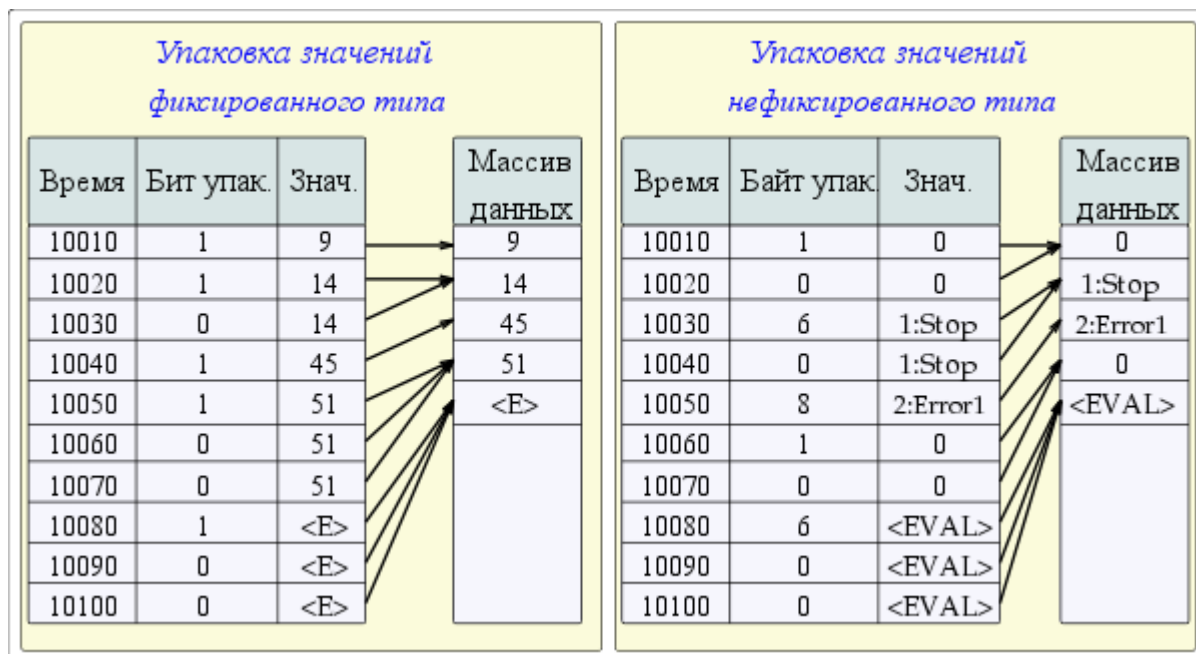 Упаковка значений
фиксированного типа
Время Бит упак. Знач. Массив данных
10010 1 9 9
10020 1 14 14
10030 0 14 45
10040 1 45 51
10050 1 51 <E>
10060 0 51
10070 0 51
10080 1 <E>
10090 0 <E>
10100 0 <E>
Упаковка значений
нефиксированного типа
Время Байт упак. Знач. Массив данных
10010 1 0 0
10020 0 0 1:Stop
10030 6 1:Stop 2:Error1
10040 0 1:Stop 0
10050 8 2:Error1 <EVAL>
10060 1 0
10070 0 0
10080 6 <EVAL>
10090 0 <EVAL>
10100 0 <EVAL>